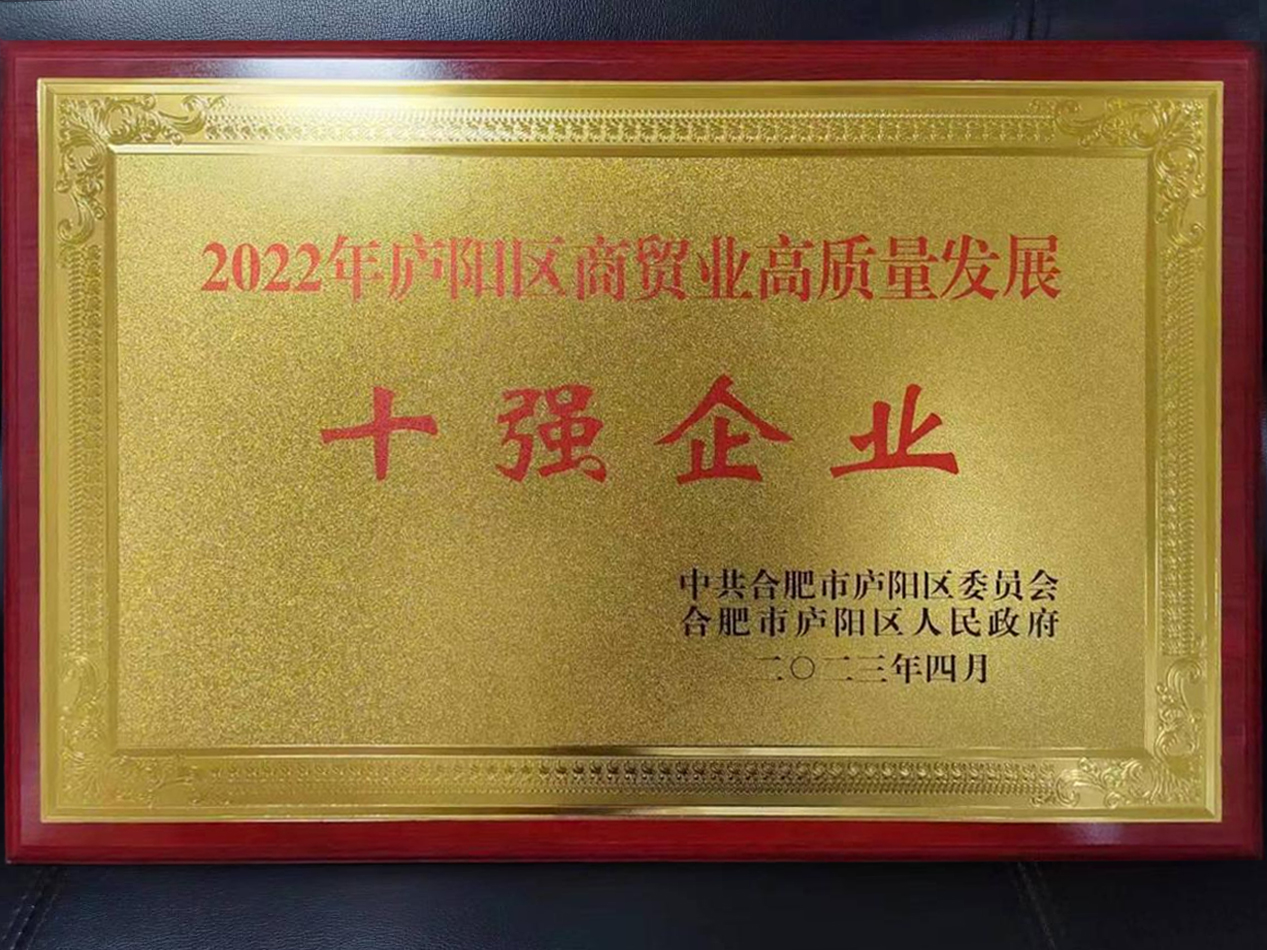 2022年庐阳区商贸业高质量发展
十强企业
中共合肥市庐阳区委员会
合肥市庐阳区人民政府
二〇二三年四月